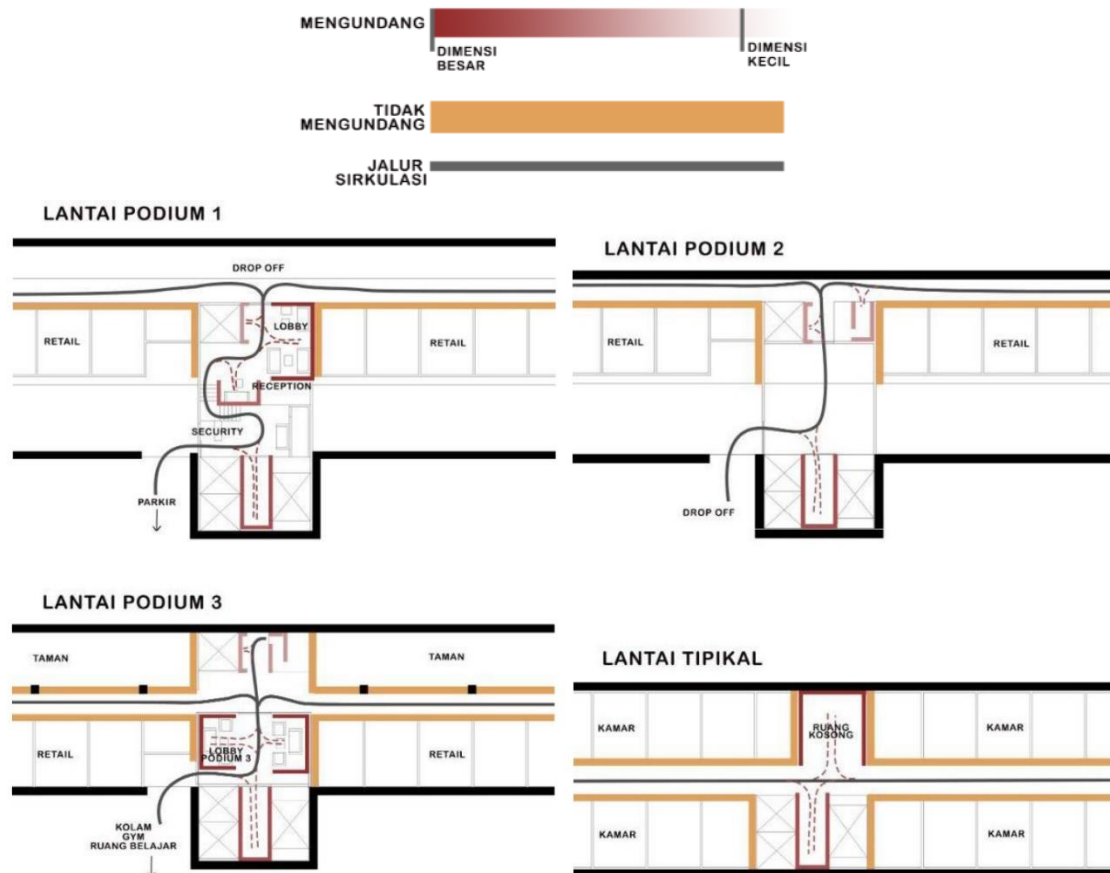 MENGUNDANG
DIMENSI
BESAR
DIMENSI
KECIL
TIDAK
MENGUNDANG
JALUR
SIRKULASI
LANTAI PODIUM 1
DROP OFF
LOBBY
RETAIL
RETAIL
RECEPTION
SECURITY
PARKIR
LANTAI PODIUM 2
RETAIL
RETAIL
DROP OFF
LANTAI PODIUM 3
TAMAN
TAMAN
RETAIL
LOBBY
PODIUM 3
RETAIL
KOLAM
GYM
RUANG BELAJAR
LANTAI TIPIKAL
KAMAR
RUANG
KOSONG
KAMAR
KAMAR
KAMAR